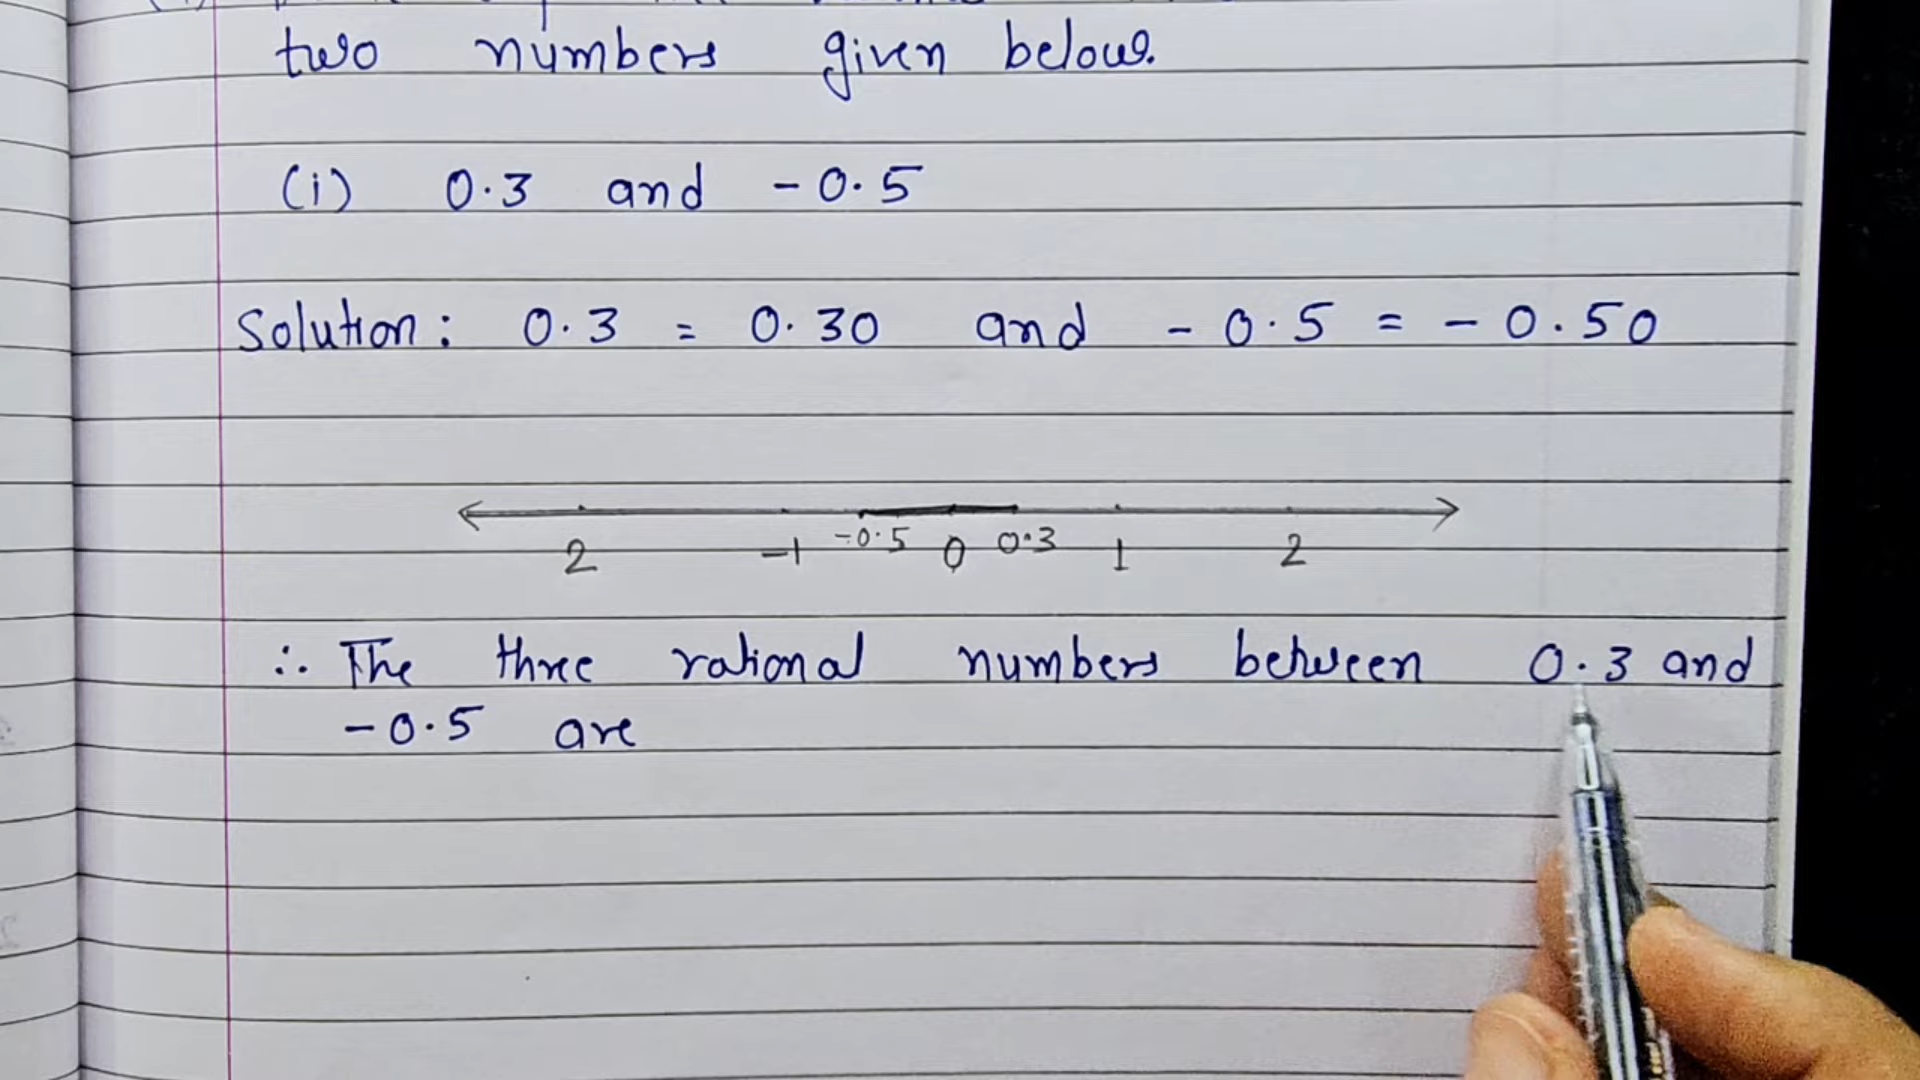 two numbers given below.
(i) 0.3 and -0.5
Solution: 0.3 = 0.30 and -0.5 = -0.50
2 -1 -0.5 0 0.3 1 2
∴ The three rational numbers between 0.3 and
-0.5 are